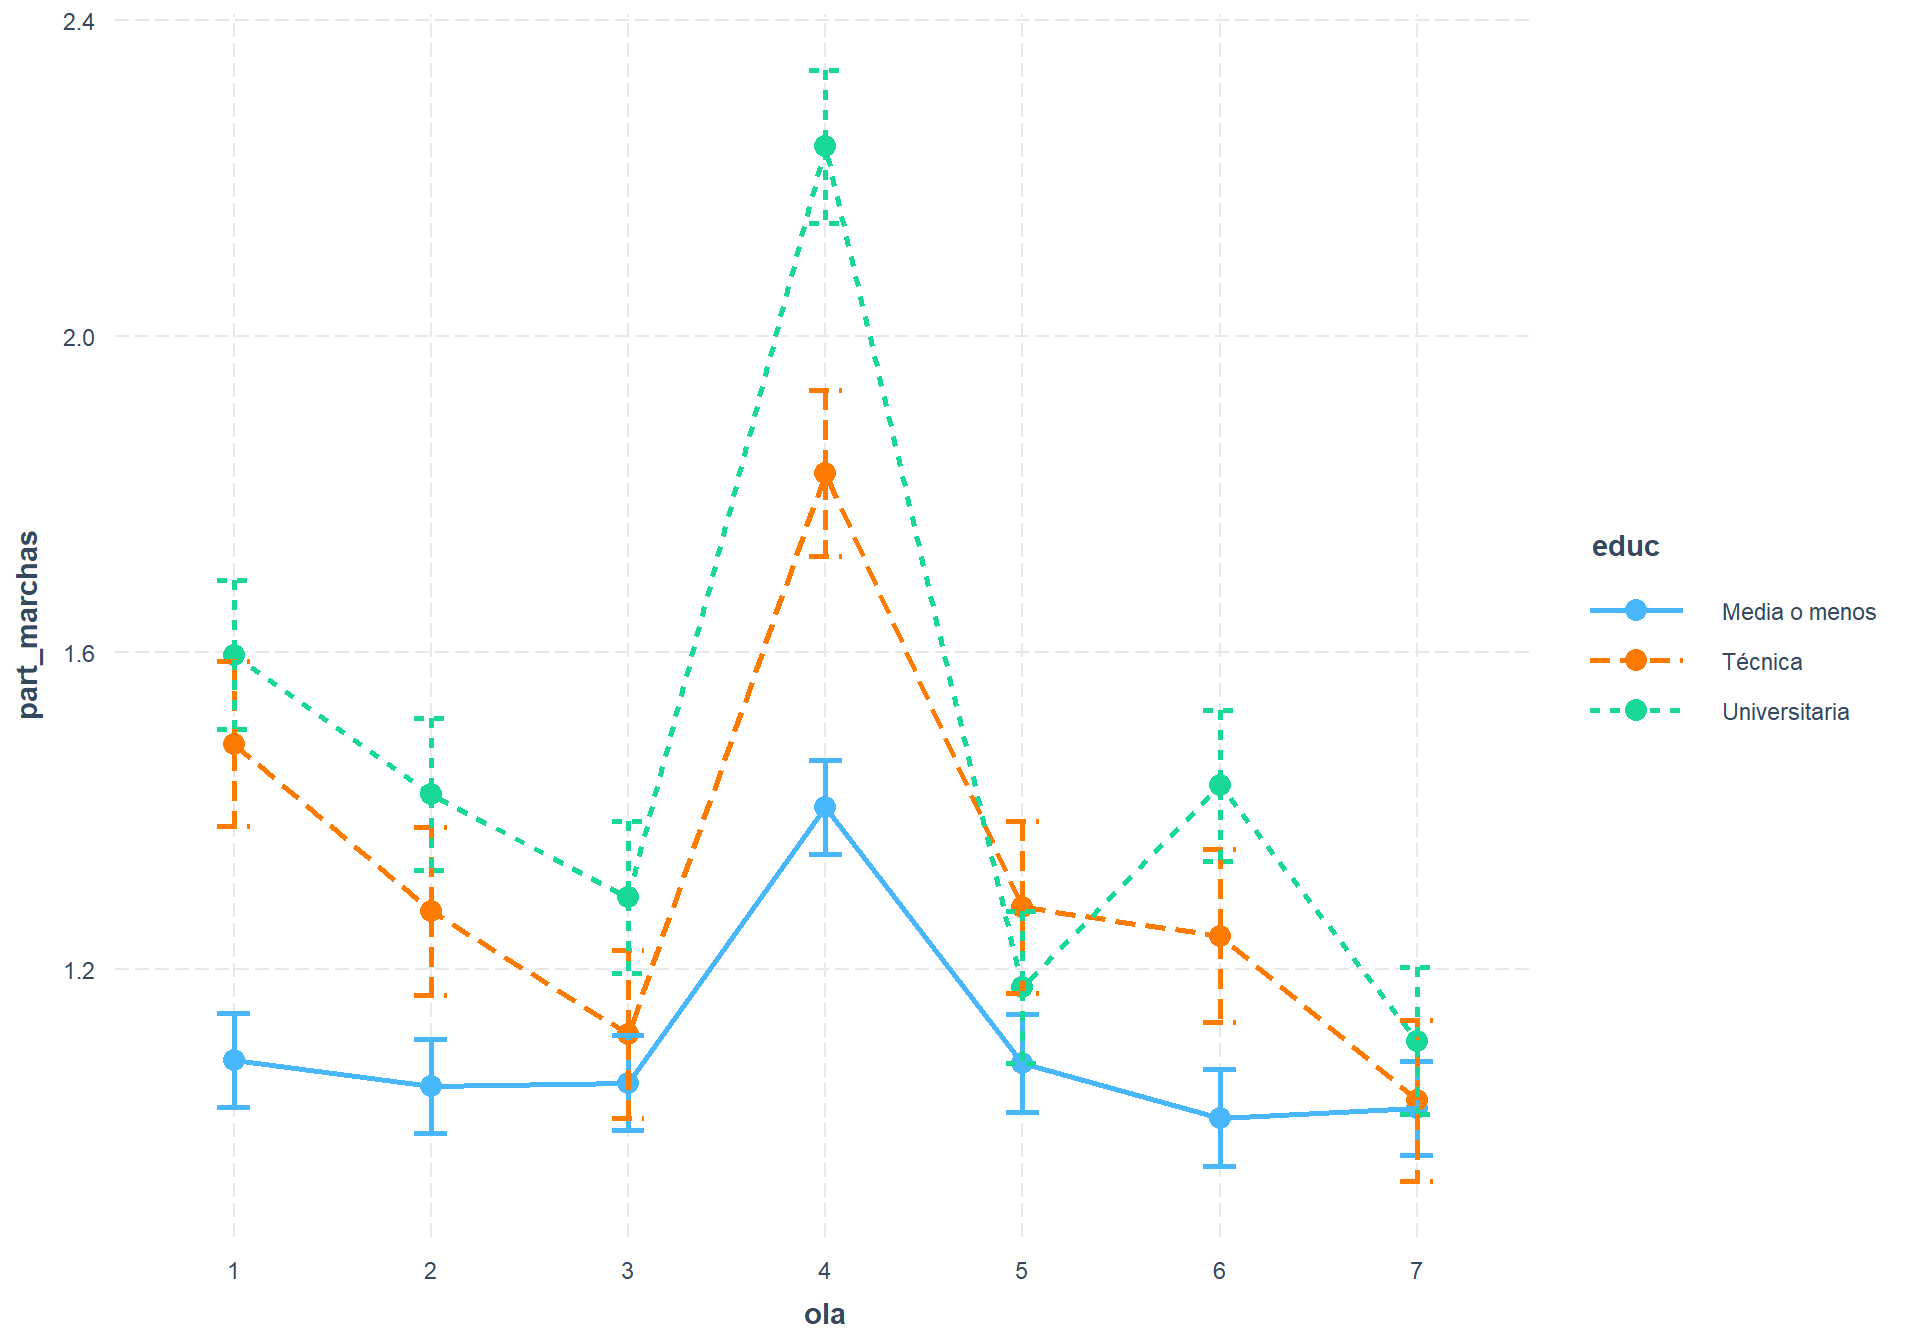 2.4
2.0
1.6
1.2
part_marchas
1 2 3 4 5 6 7
ola
educ
Media o menos
Técnica
Universitaria